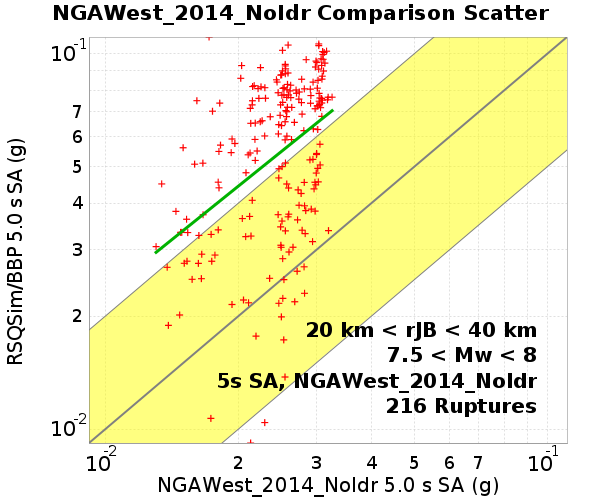 NGAWest_2014_NoIdr Comparison Scatter
10⁻¹
7
6
5
4
3
2
10⁻²
RSQSim/BBP 5.0 s SA (g)
20 km < rJB < 40 km
7.5 < Mw < 8
5s SA, NGAWest_2014_NoIdr
216 Ruptures
10⁻² 2 3 4 5 6 7 10⁻¹
NGAWest_2014_NoIdr 5.0 s SA (g)